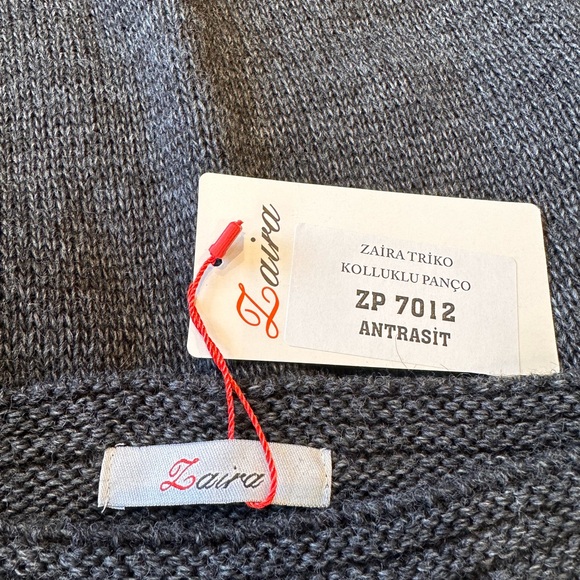 Zaira
ZAİRA TRİKO
KOLLUKLU PANÇO
ZP 7012
ANTRASİT
Zaira